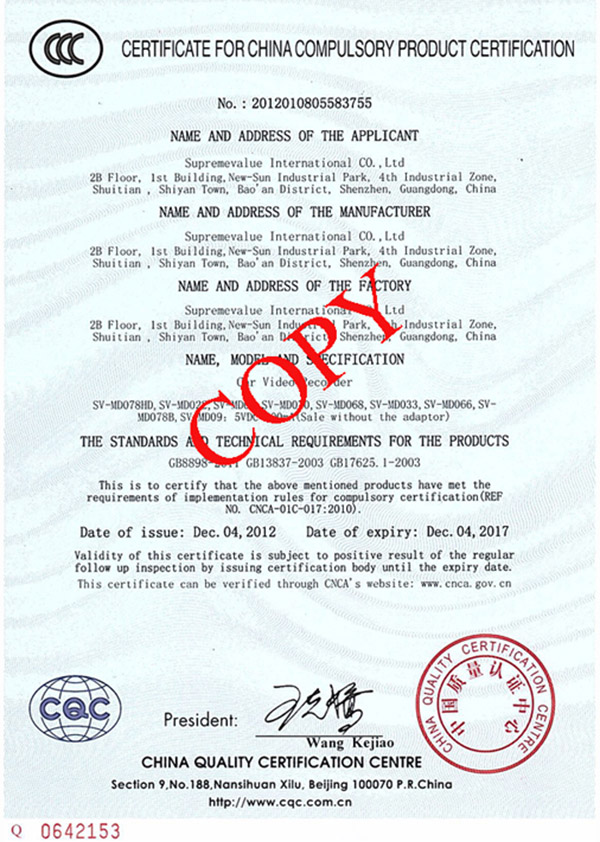 CCC
CERTIFICATE FOR CHINA COMPULSORY PRODUCT CERTIFICATION
No. : 2012010805583755
NAME AND ADDRESS OF THE APPLICANT
Supremevalue International CO.,Ltd
2B Floor, 1st Building,New-Sun Industrial Park, 4th Industrial Zone,
Shuitian , Shiyan Town, Bao'an District, Shenzhen, Guangdong, China
NAME AND ADDRESS OF THE MANUFACTURER
Supremevalue International CO.,Ltd
2B Floor, 1st Building,New-Sun Industrial Park, 4th Industrial Zone,
Shuitian , Shiyan Town, Bao'an District, Shenzhen, Guangdong, China
NAME AND ADDRESS OF THE FACTORY
Supremevalue International CO.,Ltd
2B Floor, 1st Building,New-Sun Industrial Park, 4th Industrial Zone,
Shuitian , Shiyan Town, Bao'an District, Shenzhen, Guangdong, China
NAME, MODEL AND SPECIFICATION
Car Video Recorder
SV-MD078HD, SV-MD068, SV-MD033, SV-MD066, SV-
MD078B, SV-MD09: 5VDC (Sale without the adaptor)
THE STANDARDS AND TECHNICAL REQUIREMENTS FOR THE PRODUCTS
GB8898-2011 GB13837-2003 GB17625.1-2003
This is to certify that the above mentioned products have met the
requirements of implementation rules for compulsory certification(REF
NO. CNCA-01C-017:2010).
Date of issue: Dec.04,2012 Date of expiry: Dec.04,2017
Validity of this certificate is subject to positive result of the regular
follow up inspection by issuing certification body until the expiry date.
This certificate can be verified through CNCA's website: www.cnca.gov.cn
COPY
CQC
President:
Wang Kejiao
CHINA QUALITY CERTIFICATION CENTRE
中国质量认证中心
CHINA QUALITY CERTIFICATION CENTRE
Section 9,No.188,Nansihuan Xilu, Beijing 100070 P.R.China
http://www.cqc.com.cn
Q 0642153